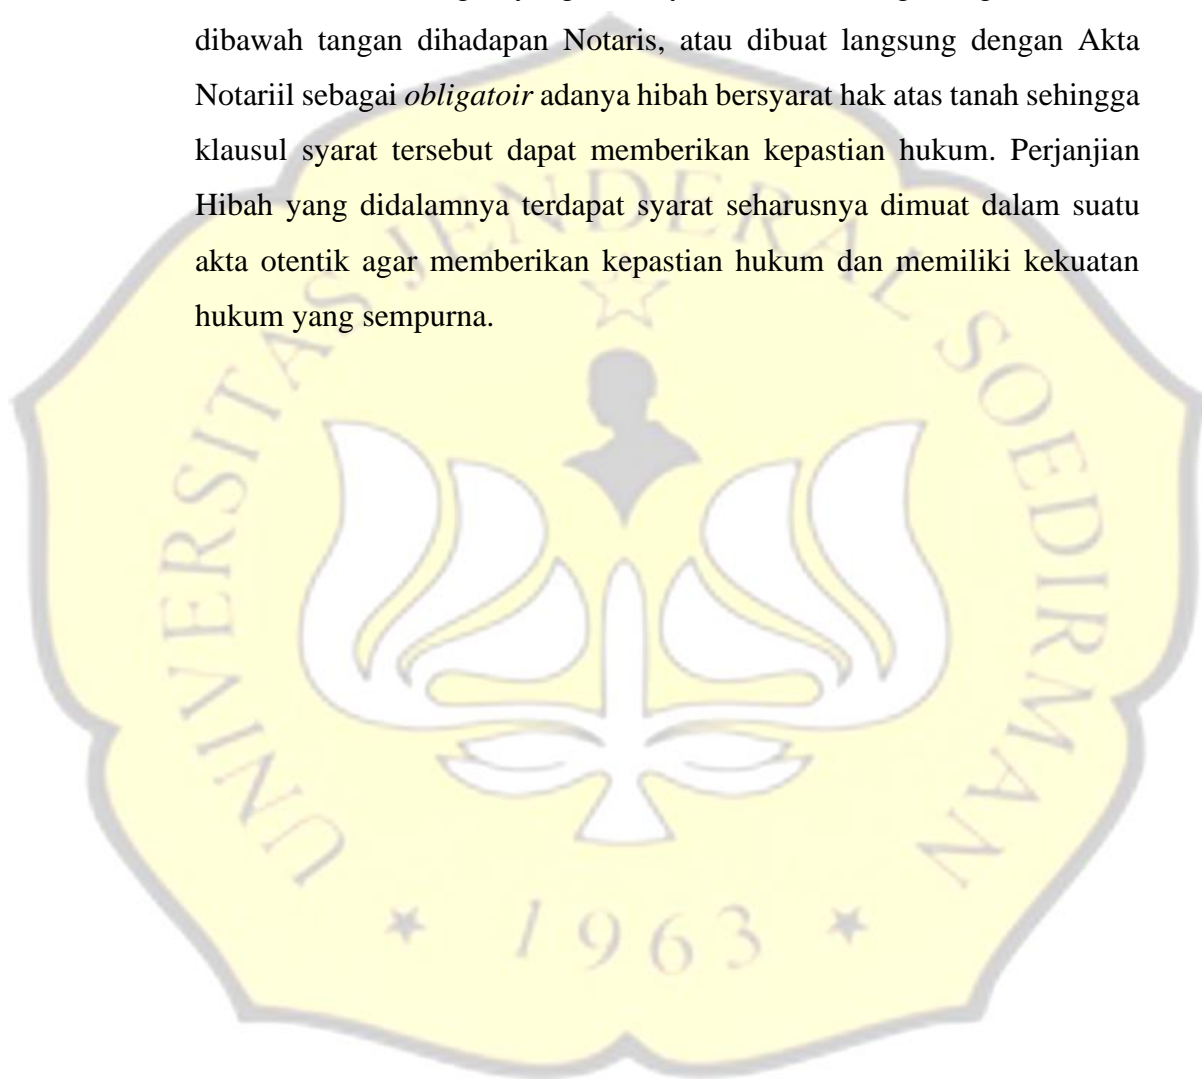 dibawah tangan dihadapan Notaris, atau dibuat langsung dengan Akta
Notariil sebagai obligatoir adanya hibah bersyarat hak atas tanah sehingga
klausul syarat tersebut dapat memberikan kepastian hukum. Perjanjian
Hibah yang didalamnya terdapat syarat seharusnya dimuat dalam suatu
akta otentik agar memberikan kepastian hukum dan memiliki kekuatan
hukum yang sempurna.
UNIVERSITAS JENDERAL SOEDIRMAN
1963